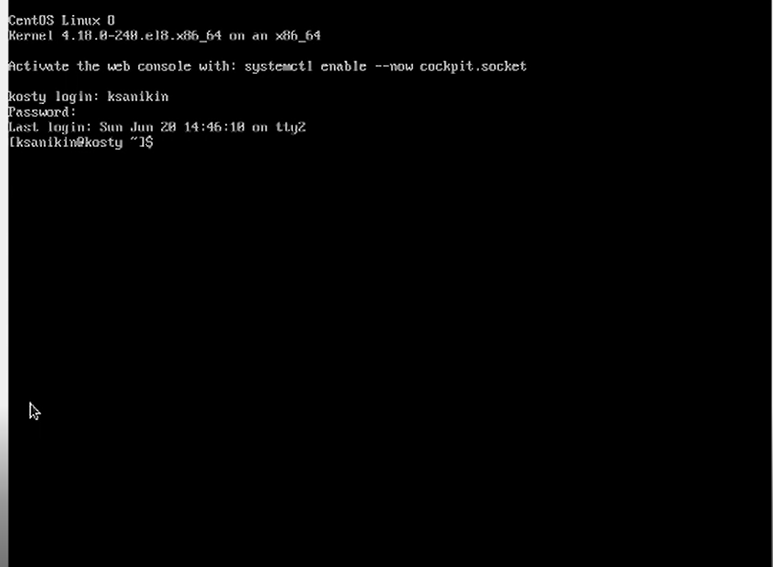 CentOS Linux 8
Kernel 4.18.0-240.el8.x86_64 on an x86_64
Activate the web console with: systemctl enable --now cockpit.socket
kosty login: ksanikin
Password:
Last login: Sun Jun 20 14:46:10 on tty2
[ksanikin@kosty ~]$